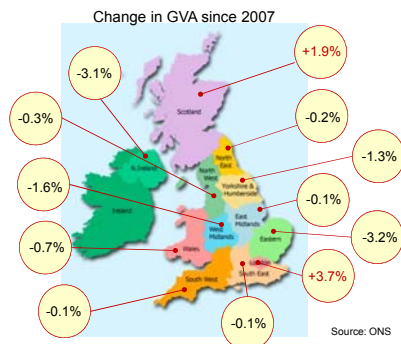 Change in GVA since 2007
+1.9%
-3.1%
Scotland
-0.3%
-0.2%
N.Ireland
North
East
North
West
-1.3%
Yorkshire &
Humberside
-1.6%
-0.1%
Ireland
East
Midlands
West
Midlands
Eastern
-0.7%
Wales
-3.2%
South West
South East
+3.7%
-0.1%
-0.1%
Source: ONS